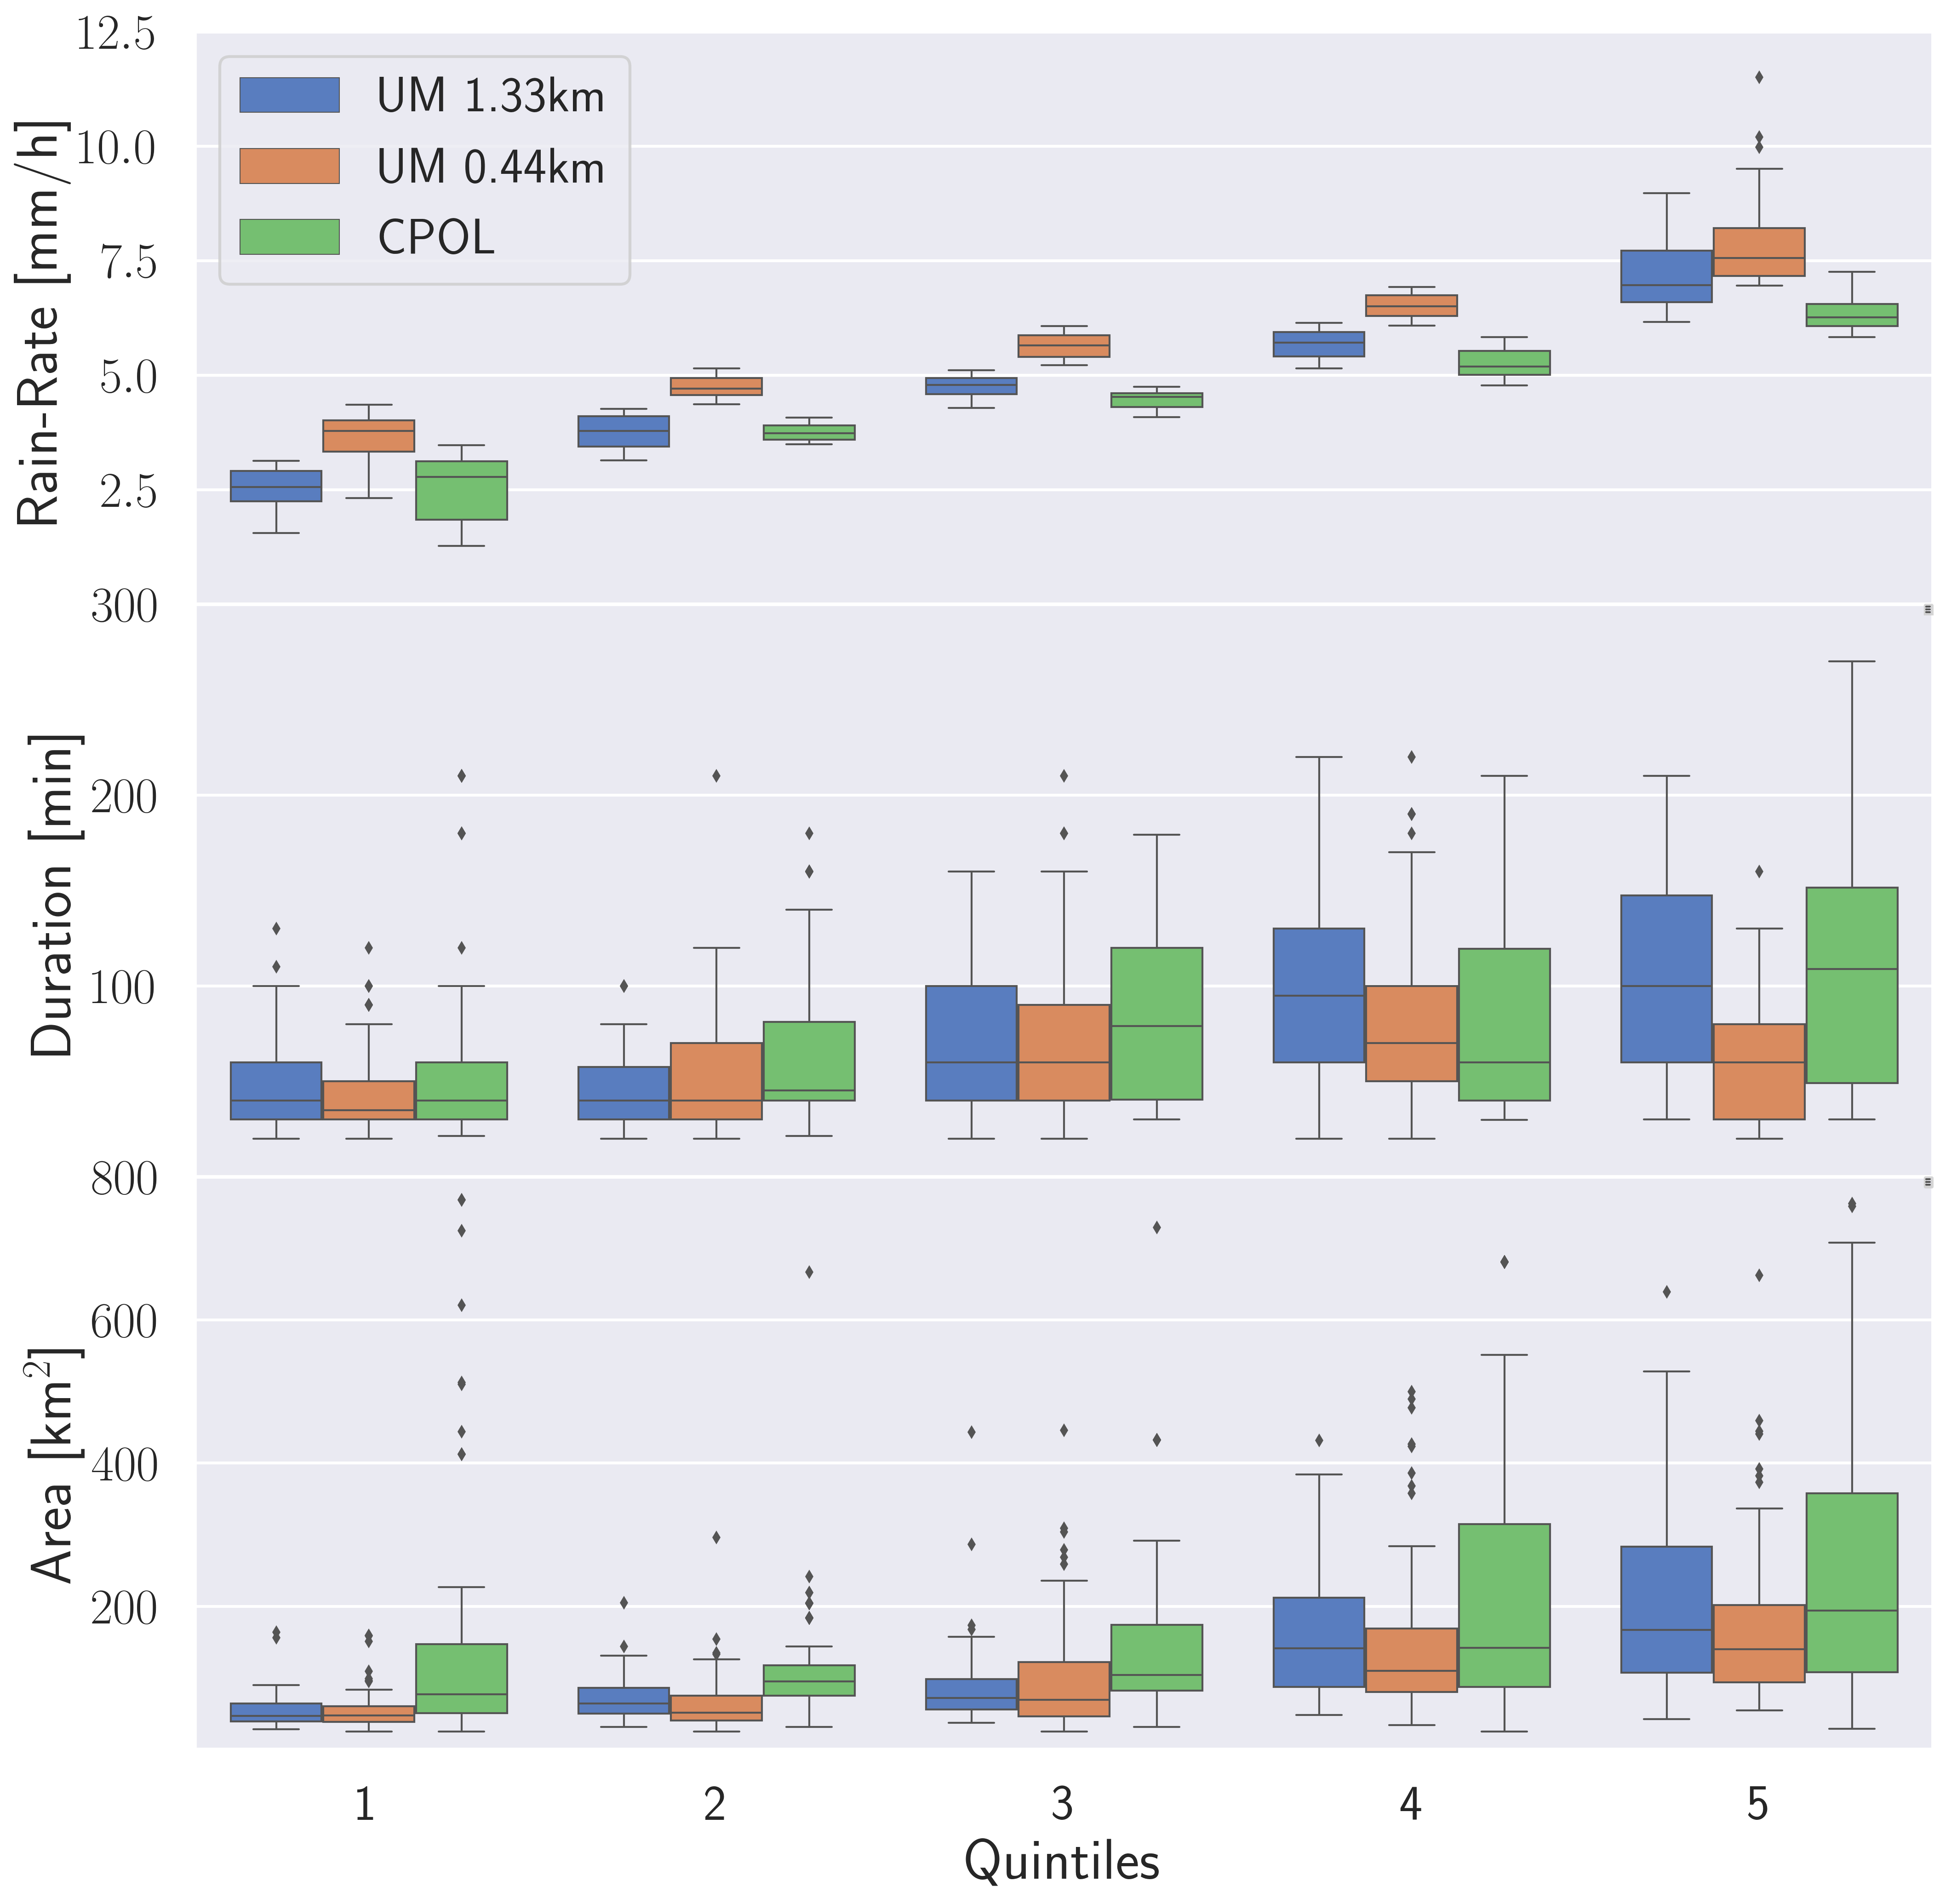 12.5
10.0
7.5
5.0
2.5
Rain-Rate [mm/h]
UM 1.33km
UM 0.44km
CPOL
300
200
100
Duration [min]
800
600
400
200
Area [km²]
1 2 3 4 5
Quintiles